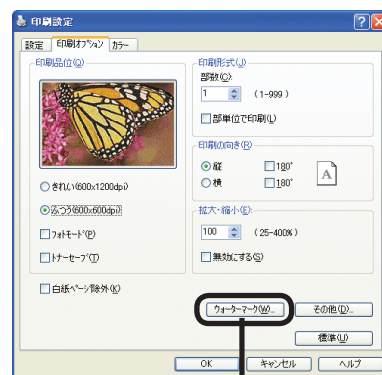 印刷設定
設定 印刷オプション カラー
印刷品位(Q)
きれい(600x1200dpi)
ふつう(600x600dpi)
フォトモード(P)
トナーセーブ(T)
白紙ページ除外(K)
印刷形式(J)
部数(C):
1 (1-999)
部単位で印刷(L)
印刷の向き(R)
縦 180°
横 180°
A
拡大・縮小(E):
100 (25-400%)
無効にする(S)
ウォーターマーク(W)... その他(D)...
標準(U)
OK キャンセル ヘルプ